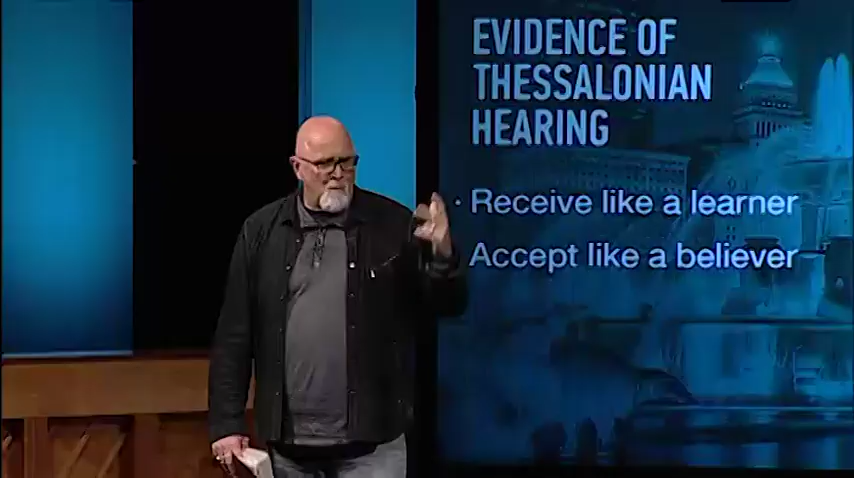 EVIDENCE OF
THESSALONIAN
HEARING
· Receive like a learner
Accept like a believer